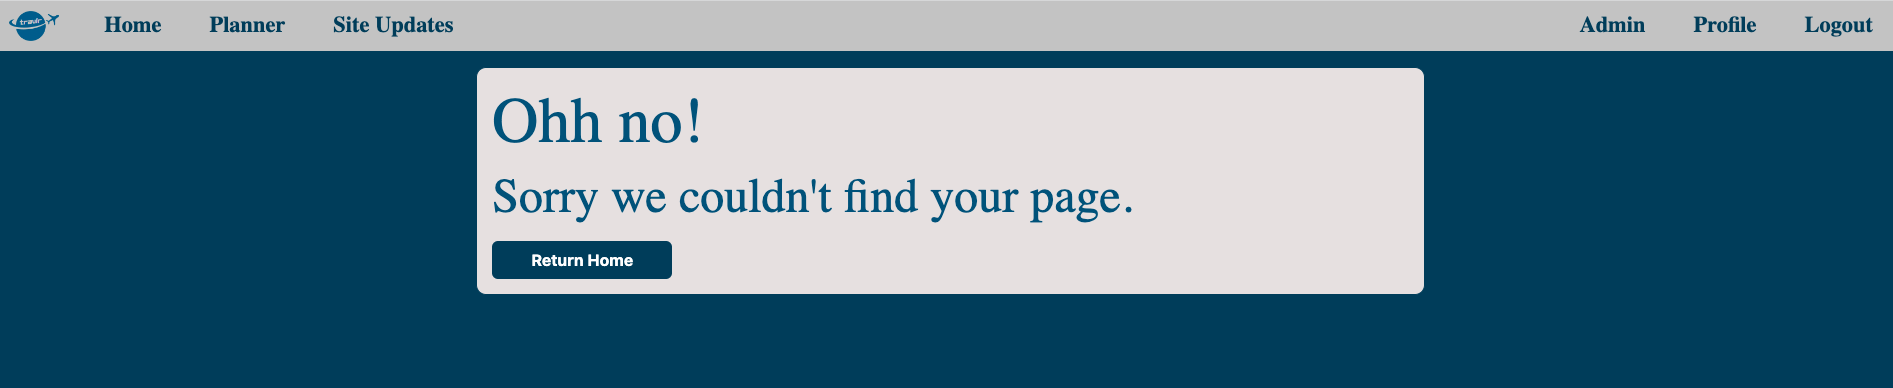 travlr Home Planner Site Updates Admin Profile Logout
Ohh no!
Sorry we couldn't find your page.
Return Home